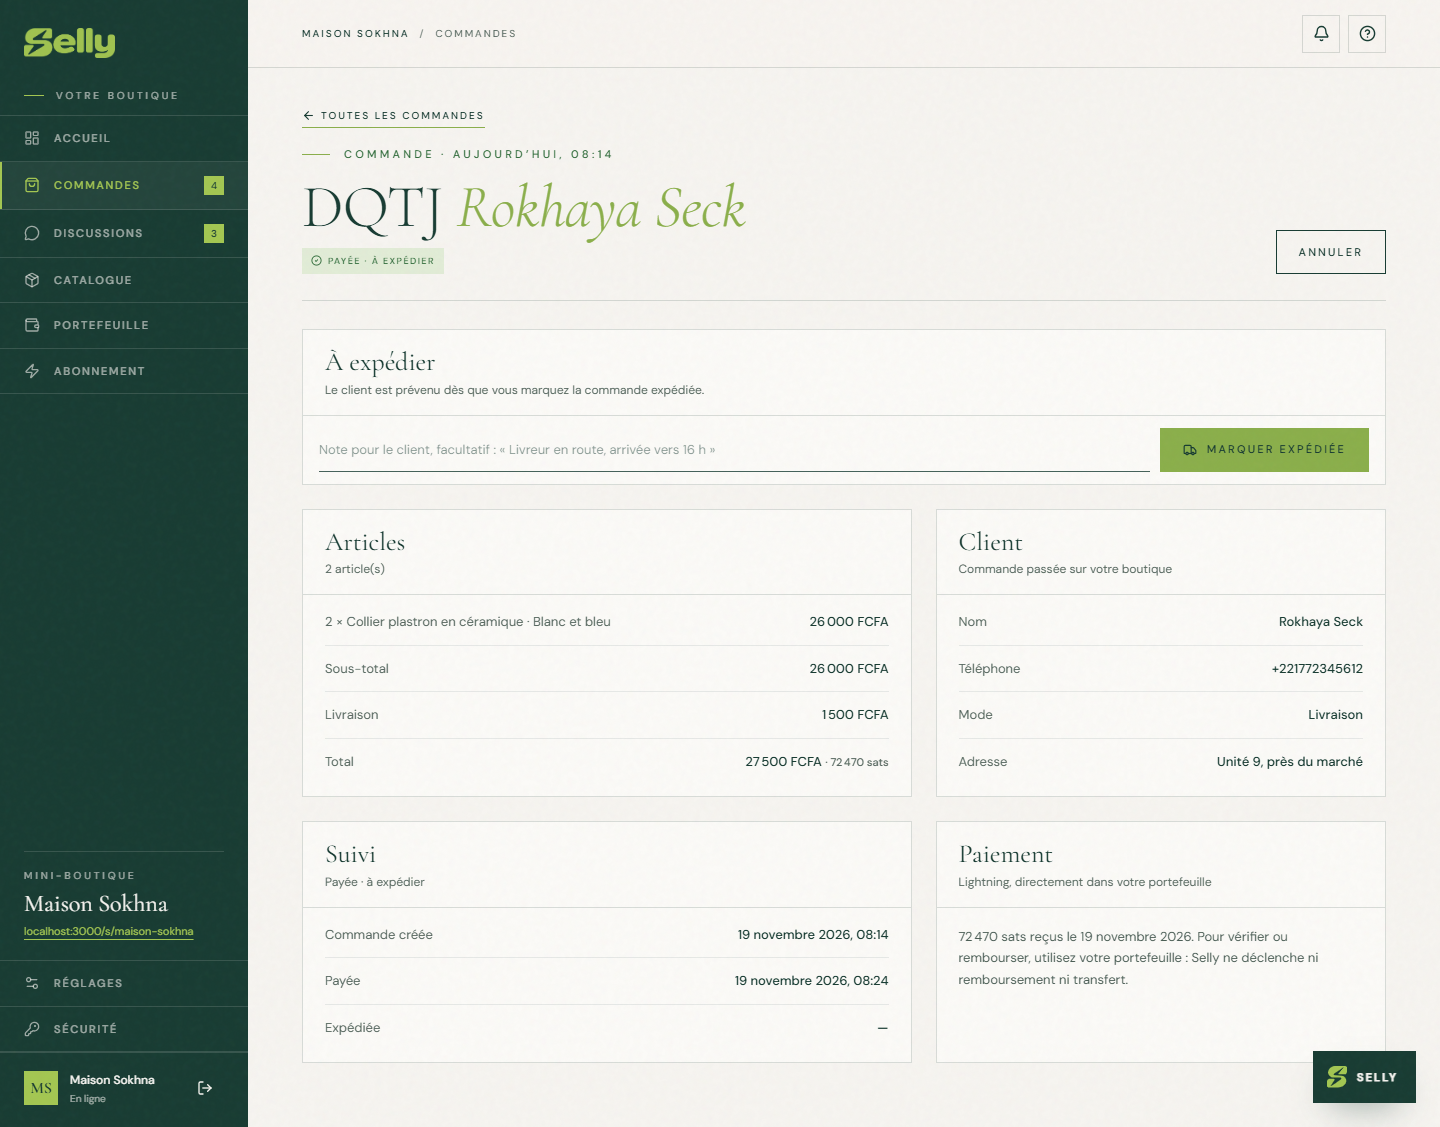 Selly
VOTRE BOUTIQUE
ACCUEIL
COMMANDES 4
DISCUSSIONS 3
CATALOGUE
PORTEFEUILLE
ABONNEMENT
MINI-BOUTIQUE
Maison Sokhna
localhost:3000/s/maison-sokhna
RÉGLAGES
SÉCURITÉ
MS
Maison Sokhna
En ligne
MAISON SOKHNA / COMMANDES
← TOUTES LES COMMANDES
COMMANDE · AUJOURD’HUI, 08:14
DQTJ Rokhaya Seck
PAYÉE · À EXPÉDIER
ANNULER
À expédier
Le client est prévenu dès que vous marquez la commande expédiée.
Note pour le client, facultatif : « Livreur en route, arrivée vers 16 h »
MARQUER EXPÉDIÉE
Articles
2 article(s)
2 × Collier plastron en céramique · Blanc et bleu 26 000 FCFA
Sous-total 26 000 FCFA
Livraison 1 500 FCFA
Total 27 500 FCFA · 72 470 sats
Client
Commande passée sur votre boutique
Nom Rokhaya Seck
Téléphone +221772345612
Mode Livraison
Adresse Unité 9, près du marché
Suivi
Payée · à expédier
Commande créée 19 novembre 2026, 08:14
Payée 19 novembre 2026, 08:24
Expédiée —
Paiement
Lightning, directement dans votre portefeuille
72 470 sats reçus le 19 novembre 2026. Pour vérifier ou
rembourser, utilisez votre portefeuille : Selly ne déclenche ni
remboursement ni transfert.
SELLY